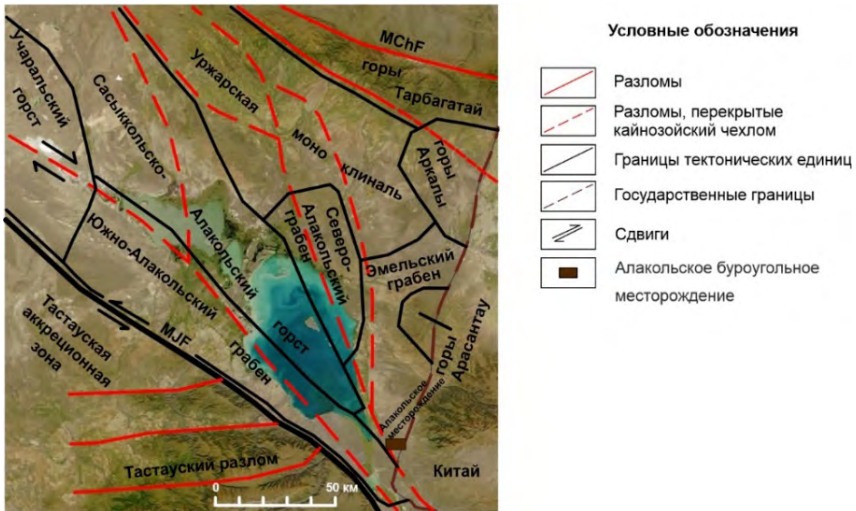 MChF
горы
Тарбагатай
Учаральский
горст
Сасыккольско-
Алакольский
горст
Уржарская
моно
клиналь
горы
Аркалы
Северо-
Алакольский
грабен
Эмельский
грабен
Южно-Алакольский
грабен
MJF
Тастауская
аккреционная
зона
горы
Арасантау
Алакольское
месторождение
Тастауский разлом
Китай
0
50 км
Условные обозначения
Разломы
Разломы, перекрытые
кайнозойский чехлом
Границы тектонических единиц
Государственные границы
Сдвиги
Алакольское буроугольное
месторождение